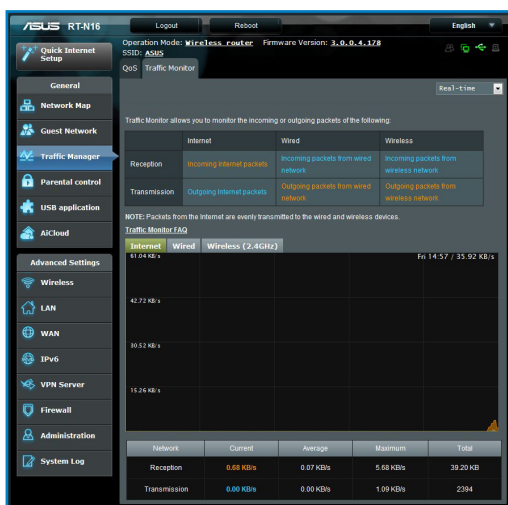 ASUS RT-N16
Logout
Reboot
English
Quick Internet
Setup
Operation Mode: Wireless router Firmware Version: 3.0.0.4.178
SSID: ASUS
QoS Traffic Monitor
General
Network Map
Guest Network
Traffic Manager
Parental control
USB application
AiCloud
Advanced Settings
Wireless
LAN
WAN
IPv6
VPN Server
Firewall
Administration
System Log
Real-time
Traffic Monitor allows you to monitor the incoming or outgoing packets of the following:
Internet Wired Wireless
Reception Incoming Internet packets Incoming packets from wired network Incoming packets from wireless network
Transmission Outgoing Internet packets Outgoing packets from wired network Outgoing packets from wireless network
NOTE: Packets from the Internet are evenly transmitted to the wired and wireless devices.
Traffic Monitor FAQ
Internet Wired Wireless (2.4GHz)
61.04 KB/s
Fri 14:57 / 35.92 KB/s
42.72 KB/s
30.52 KB/s
15.26 KB/s
Network Current Average Maximum Total
Reception 0.68 KB/s 0.07 KB/s 5.68 KB/s 39.20 KB
Transmission 0.00 KB/s 0.00 KB/s 1.09 KB/s 2394